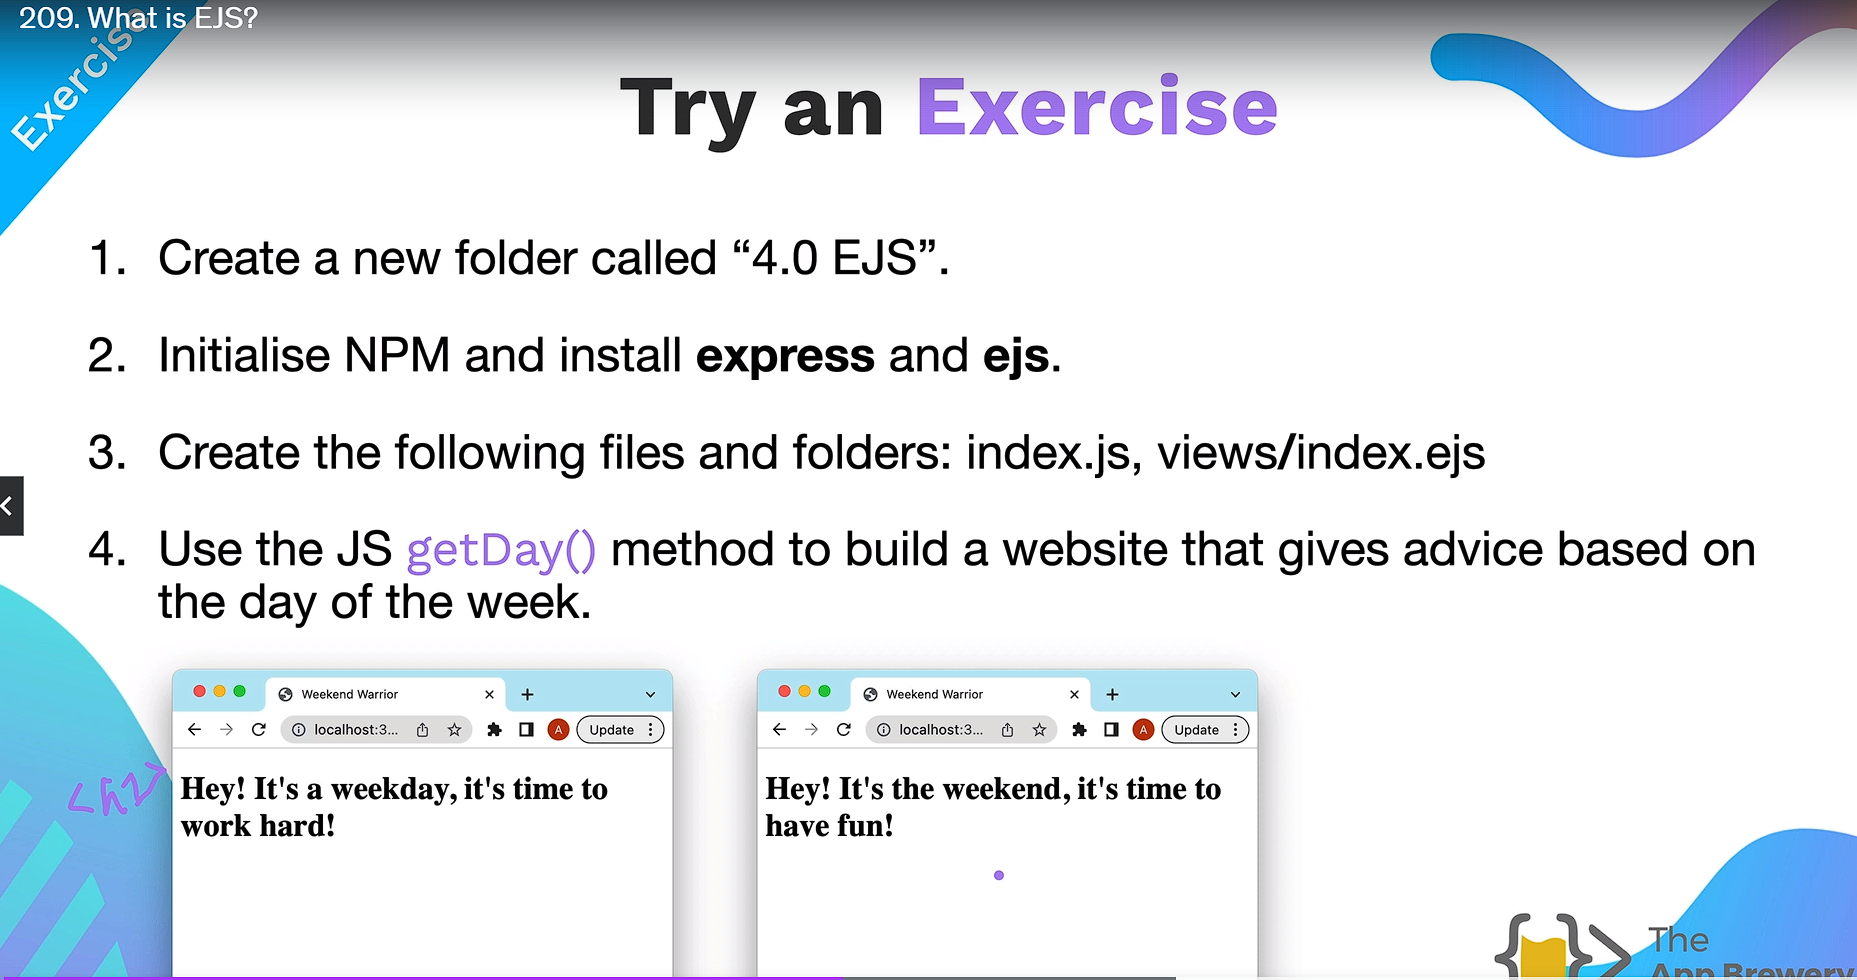 209. What is EJS?
Exercise
Try an Exercise
1. Create a new folder called “4.0 EJS”.
2. Initialise NPM and install express and ejs.
3. Create the following files and folders: index.js, views/index.ejs
4. Use the JS getDay() method to build a website that gives advice based on
the day of the week.
Weekend Warrior
localhost:3...
A
Update
<h2>
Hey! It's a weekday, it's time to
work hard!
Weekend Warrior
localhost:3...
A
Update
Hey! It's the weekend, it's time to
have fun!
The
App Brewery